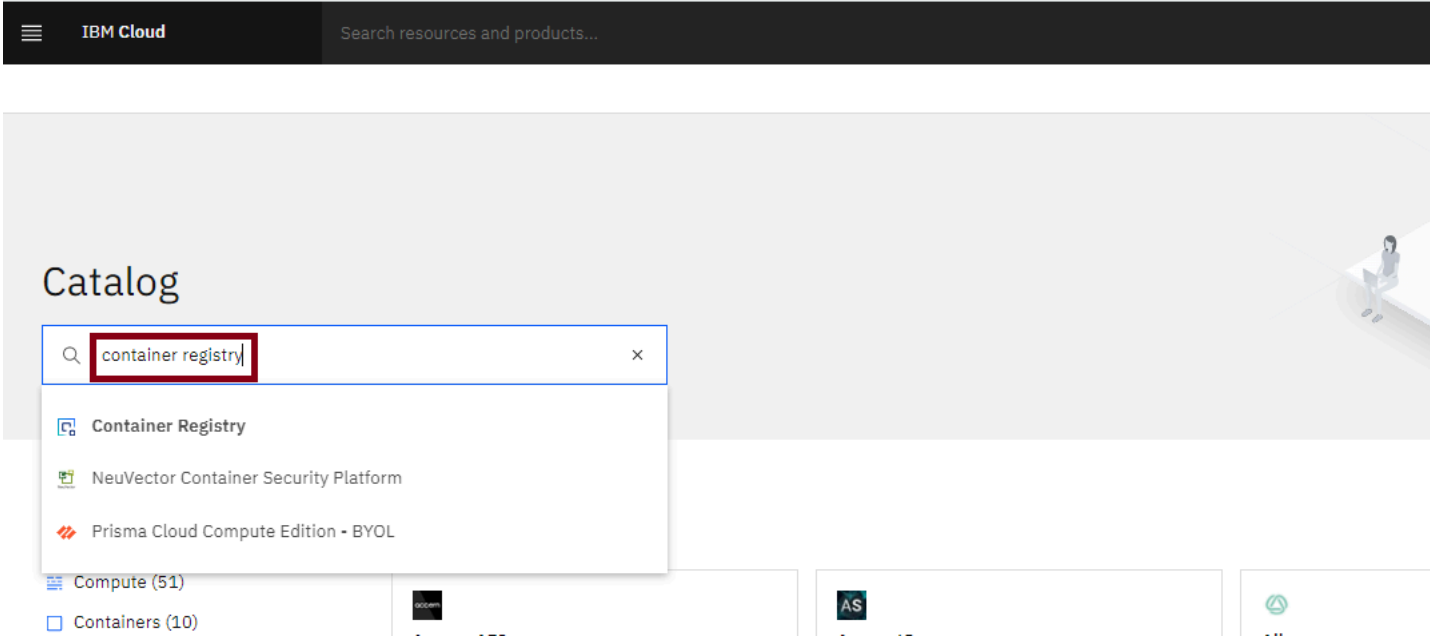 IBM Cloud
Search resources and products...
Catalog
container registry
Container Registry
NeuVector Container Security Platform
Prisma Cloud Compute Edition - BYOL
Compute (51)
Containers (10)
accern
AS